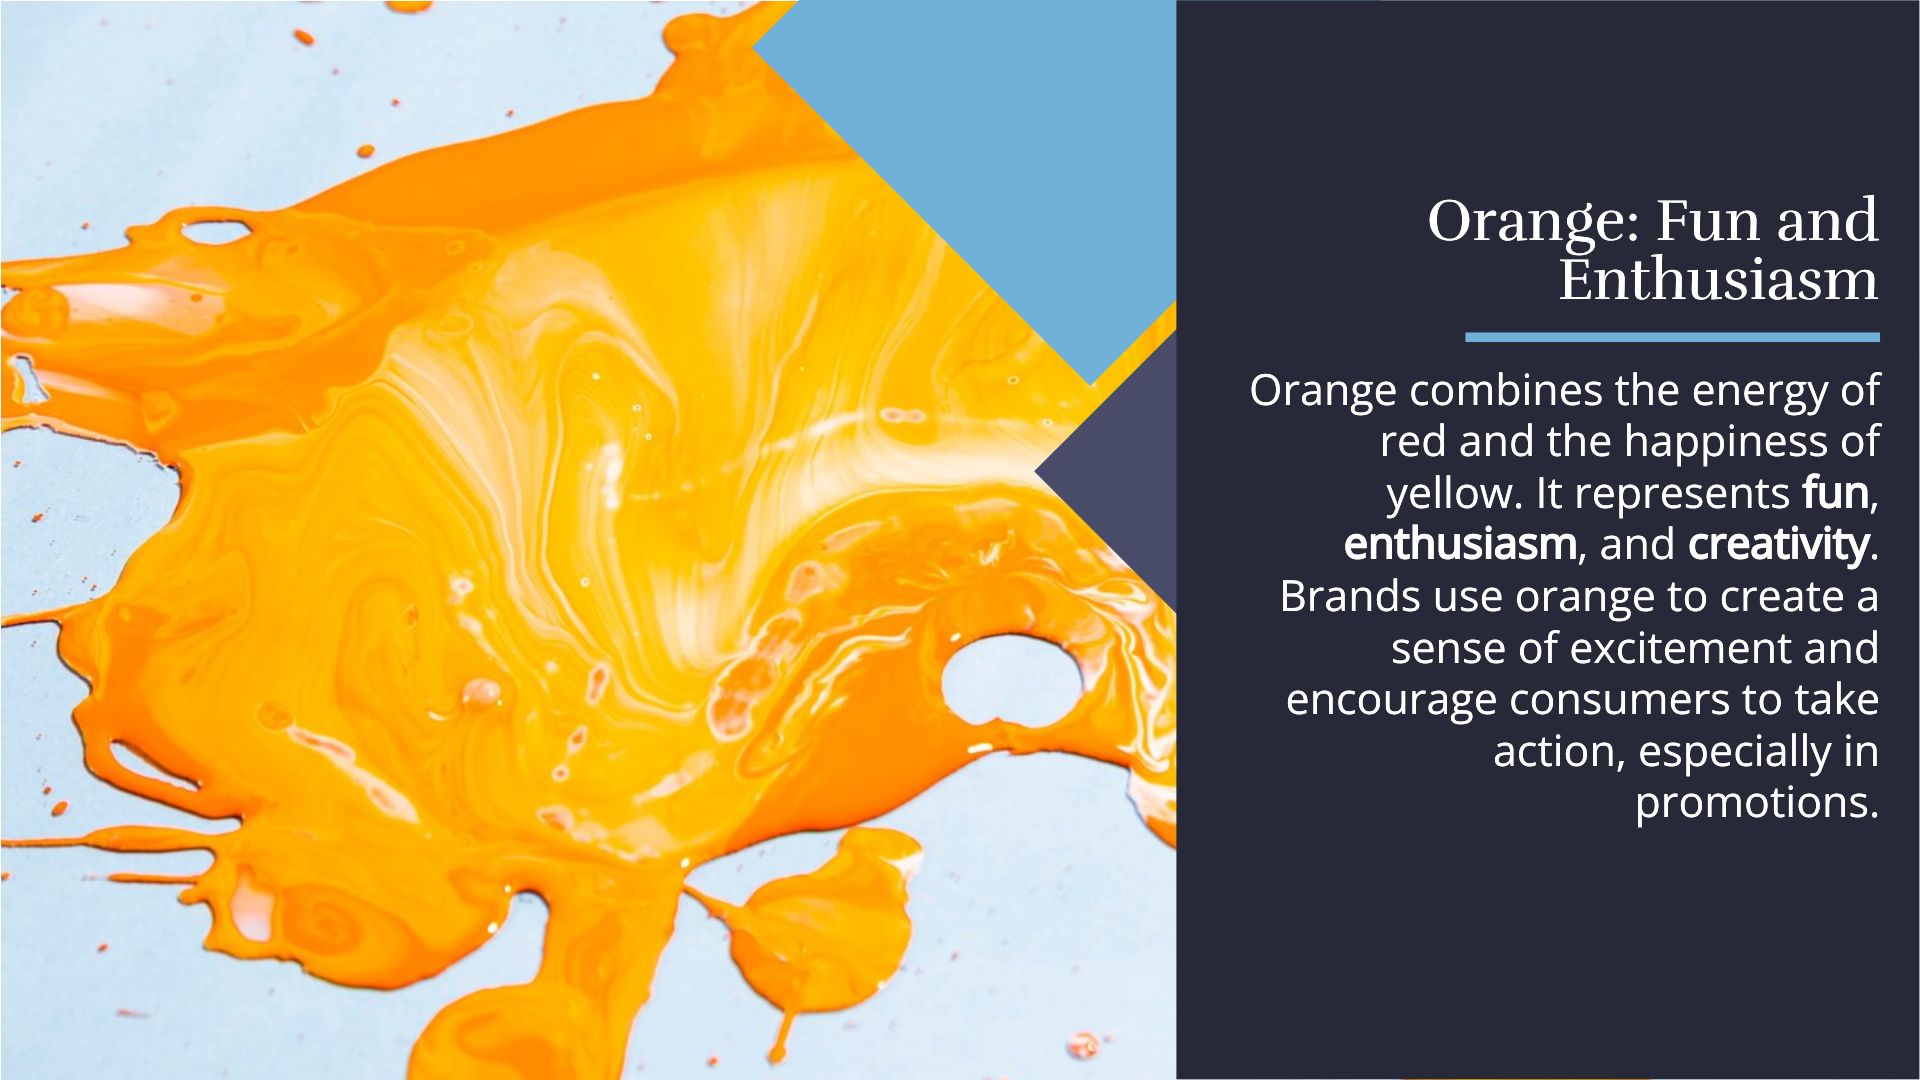 Orange: Fun and
Enthusiasm
Orange combines the energy of
red and the happiness of
yellow. It represents fun,
enthusiasm, and creativity.
Brands use orange to create a
sense of excitement and
encourage consumers to take
action, especially in
promotions.